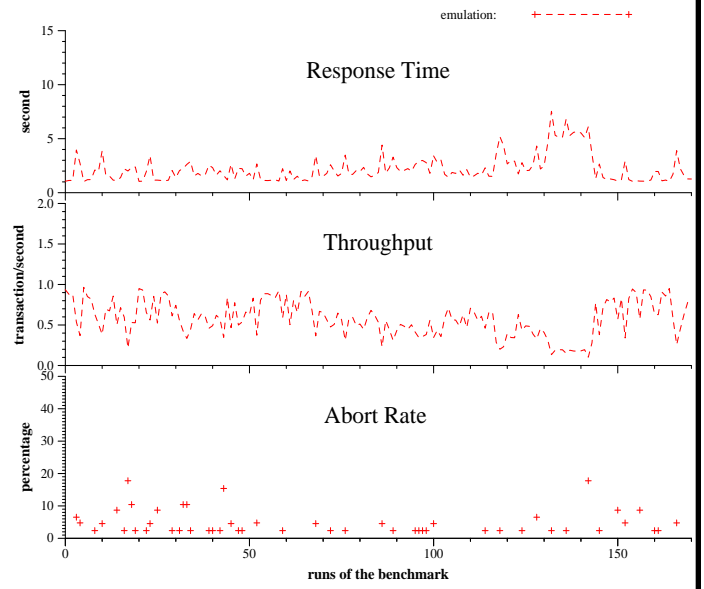 emulation:
15
Response Time
10
second
5
0
2.0
Throughput
1.5
transaction/second
1.0
0.5
0.0
50
Abort Rate
40
percentage
30
20
10
0
0 50 100 150
runs of the benchmark